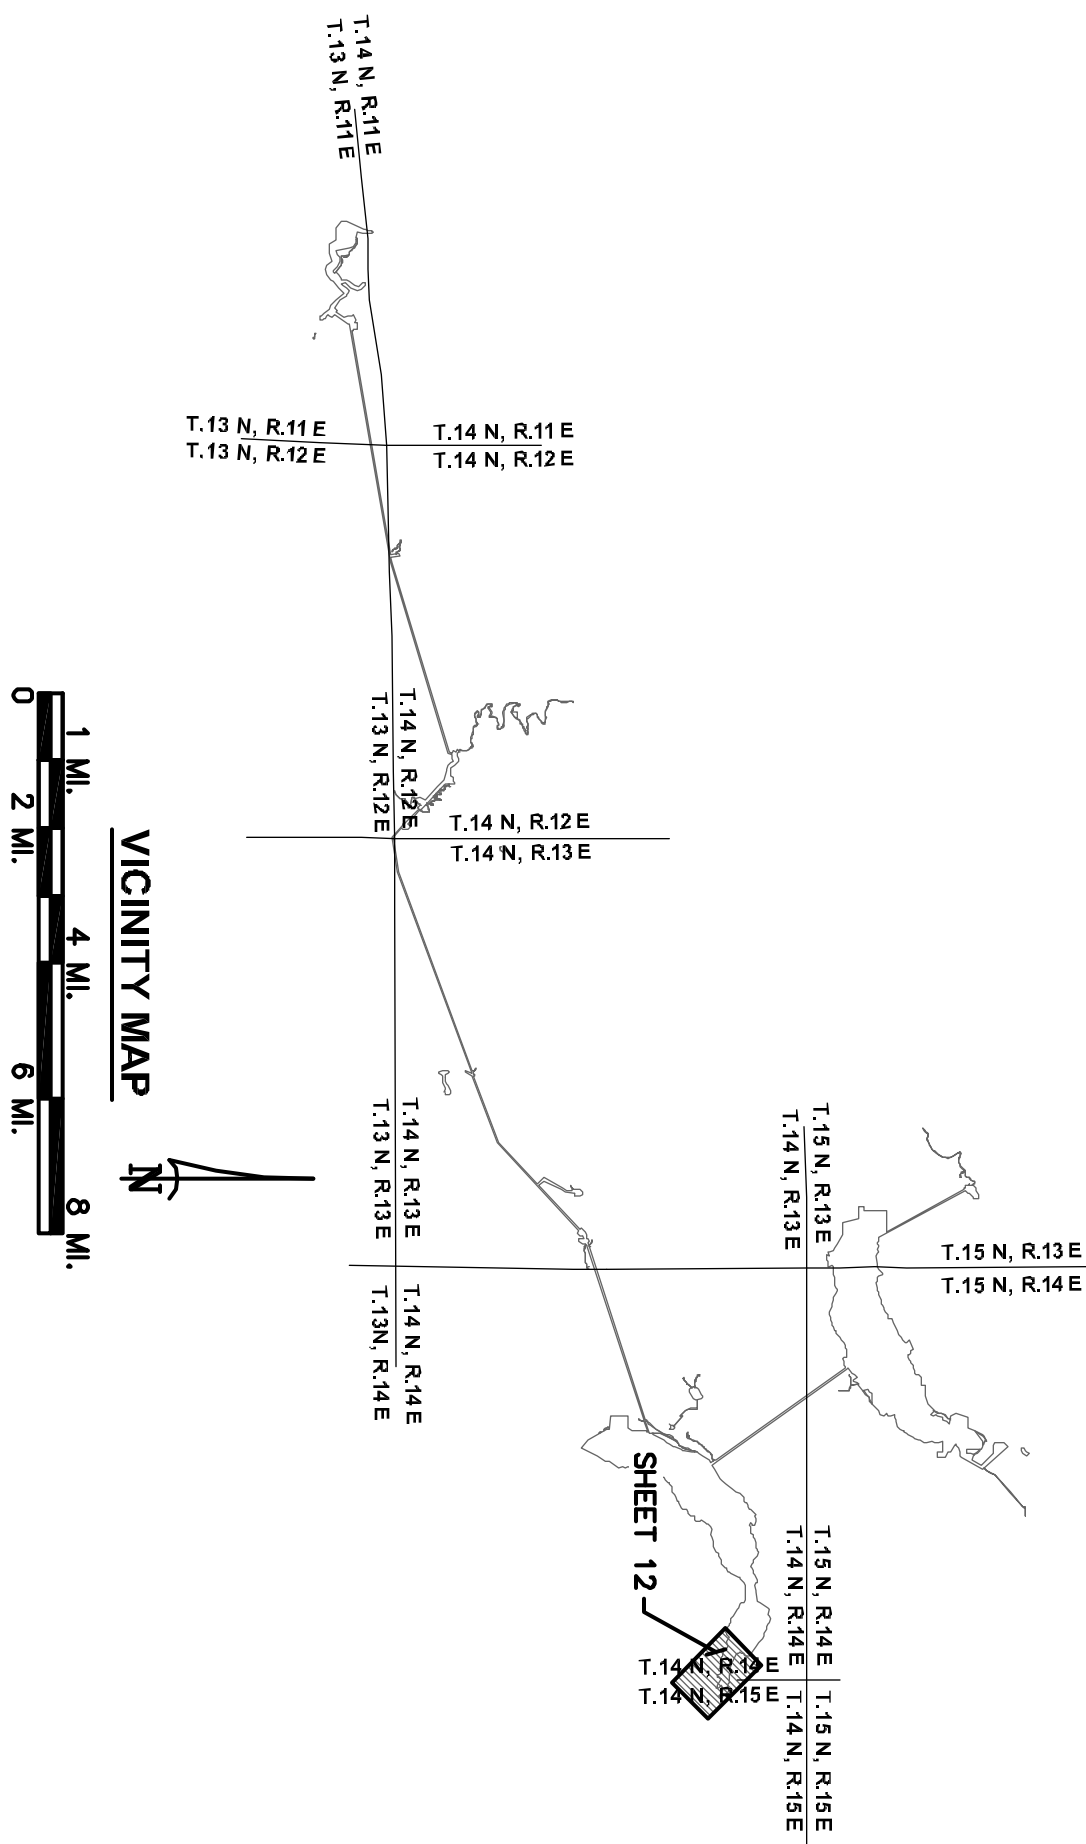 T.14 N, R.11 E
T.13 N, R.11 E
T.13 N, R.11 E
T.13 N, R.12 E
T.14 N, R.11 E
T.14 N, R.12 E
T.14 N, R.12 E
T.13 N, R.12 E
T.14 N, R.12 E
T.14 N, R.13 E
T.14 N, R.13 E
T.13 N, R.13 E
T.14 N, R.14 E
T.13N, R.14 E
T.15 N, R.13 E
T.14 N, R.13 E
T.15 N, R.13 E
T.15 N, R.14 E
T.15 N, R.14 E
T.14 N, R.14 E
T.15 N, R.15 E
T.14 N, R.15 E
T.14 N, R.14 E
T.14 N, R.15 E
SHEET 12
N
VICINITY MAP
1 MI.
4 MI.
8 MI.
0
2 MI.
6 MI.